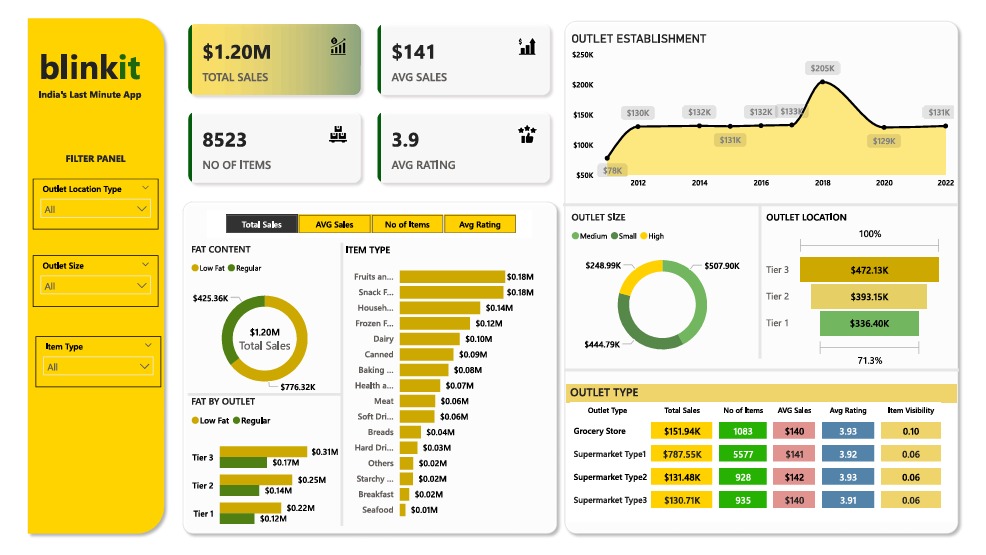 blinkit
India's Last Minute App
FILTER PANEL
Outlet Location Type
All
Outlet Size
All
Item Type
All
$1.20M
TOTAL SALES
$141
AVG SALES
8523
NO OF ITEMS
3.9
AVG RATING
Total Sales AVG Sales No of Items Avg Rating
FAT CONTENT
Low Fat Regular
$425.36K
$1.20M
Total Sales
$776.32K
FAT BY OUTLET
Low Fat Regular
Tier 3 $0.31M
$0.17M
Tier 2 $0.25M
$0.14M
Tier 1 $0.22M
$0.12M
ITEM TYPE
Fruits an... $0.18M
Snack F... $0.18M
Househ... $0.14M
Frozen F... $0.12M
Dairy $0.10M
Canned $0.09M
Baking ... $0.08M
Health a... $0.07M
Meat $0.06M
Soft Dri... $0.06M
Breads $0.04M
Hard Dri... $0.03M
Others $0.02M
Starchy ... $0.02M
Breakfast $0.02M
Seafood $0.01M
OUTLET ESTABLISHMENT
$250K
$200K
$150K
$100K
$50K
$78K
$130K
$132K
$131K
$132K
$133K
$205K
$129K
$131K
2012 2014 2016 2018 2020 2022
OUTLET SIZE
Medium Small High
$248.99K
$507.90K
$444.79K
OUTLET LOCATION
100%
Tier 3 $472.13K
Tier 2 $393.15K
Tier 1 $336.40K
71.3%
OUTLET TYPE
Outlet Type Total Sales No of Items AVG Sales Avg Rating Item Visibility
Grocery Store $151.94K 1083 $140 3.93 0.10
Supermarket Type1 $787.55K 5577 $141 3.92 0.06
Supermarket Type2 $131.48K 928 $142 3.93 0.06
Supermarket Type3 $130.71K 935 $140 3.91 0.06